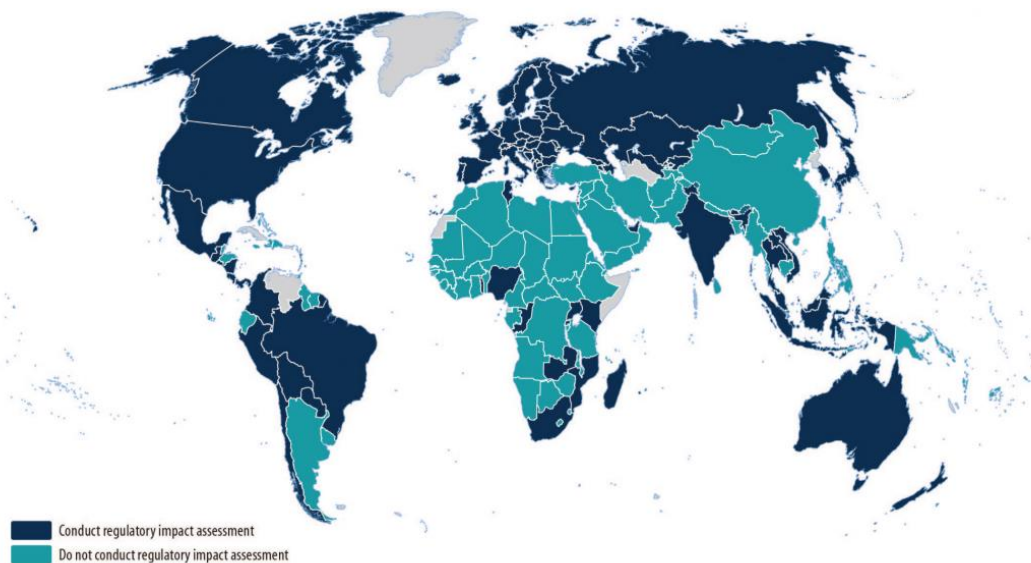 Conduct regulatory impact assessment
Do not conduct regulatory impact assessment